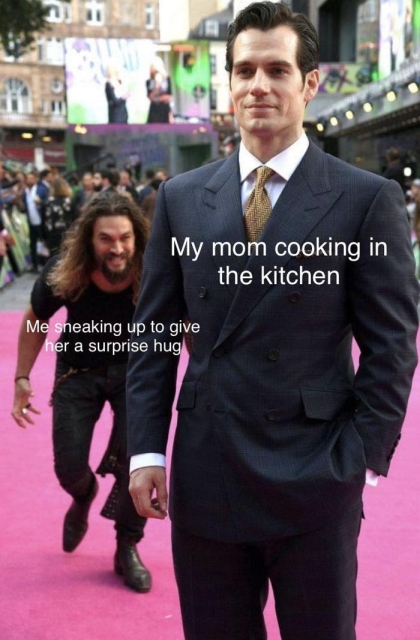 My mom cooking in
the kitchen
Me sneaking up to give
her a surprise hug